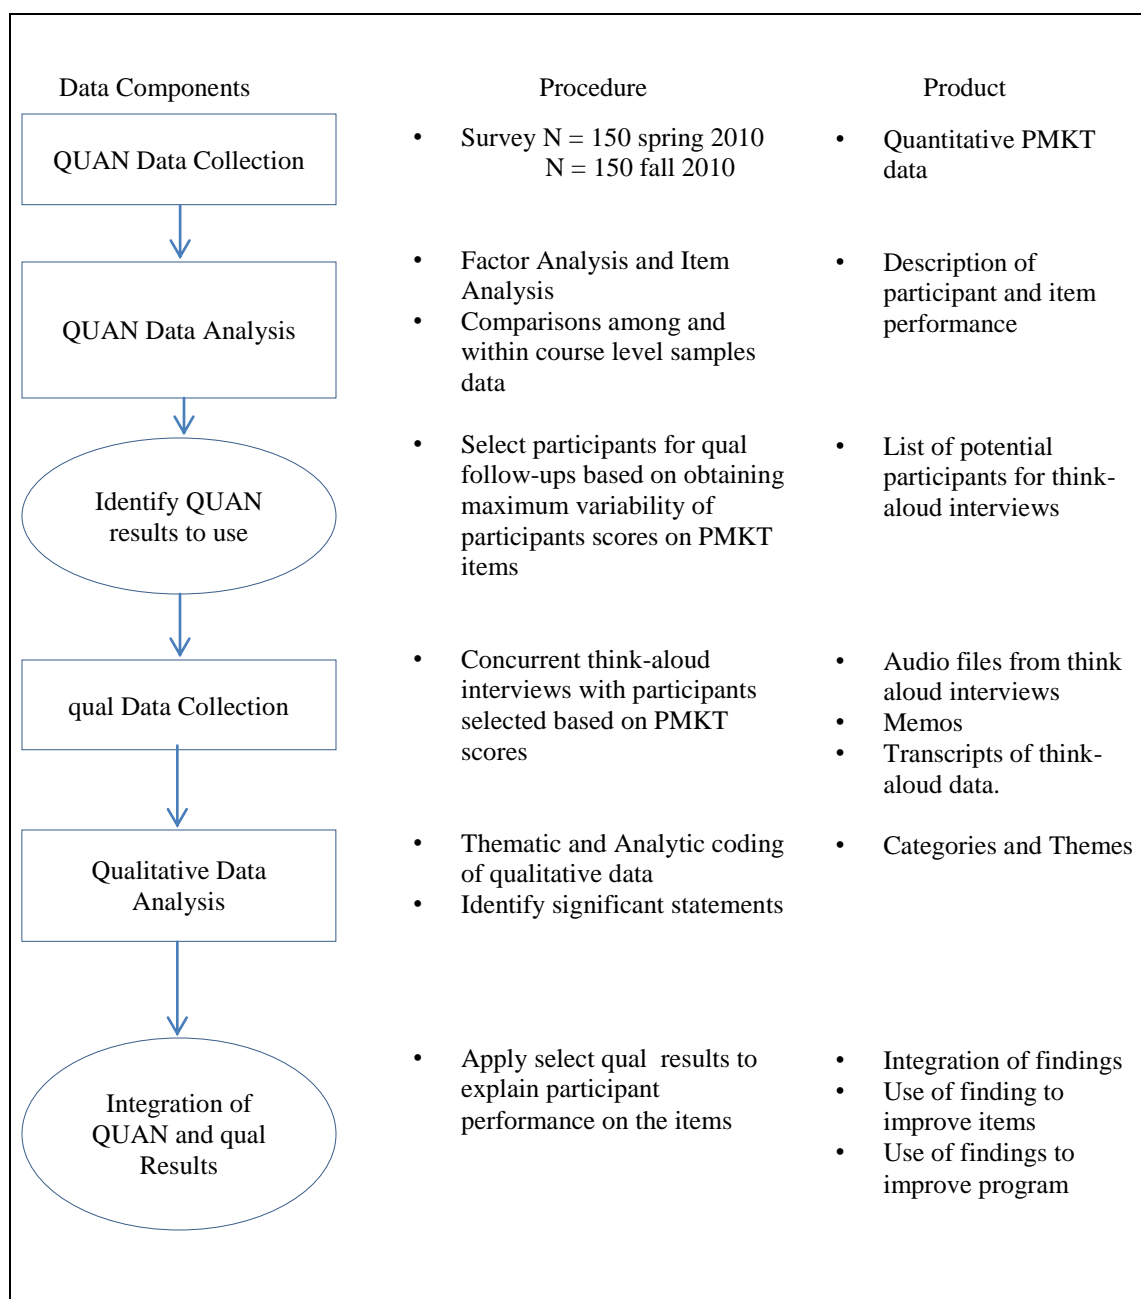 Data Components
Procedure
Product
QUAN Data Collection
• Survey N = 150 spring 2010
N = 150 fall 2010
• Quantitative PMKT
data
QUAN Data Analysis
• Factor Analysis and Item
Analysis
• Comparisons among and
within course level samples
data
• Description of
participant and item
performance
Identify QUAN
results to use
• Select participants for qual
follow-ups based on obtaining
maximum variability of
participants scores on PMKT
items
• List of potential
participants for think-
aloud interviews
qual Data Collection
• Concurrent think-aloud
interviews with participants
selected based on PMKT
scores
• Audio files from think
aloud interviews
• Memos
• Transcripts of think-
aloud data.
Qualitative Data
Analysis
• Thematic and Analytic coding
of qualitative data
• Identify significant statements
• Categories and Themes
Integration of
QUAN and qual
Results
• Apply select qual results to
explain participant
performance on the items
• Integration of findings
• Use of finding to
improve items
• Use of findings to
improve program